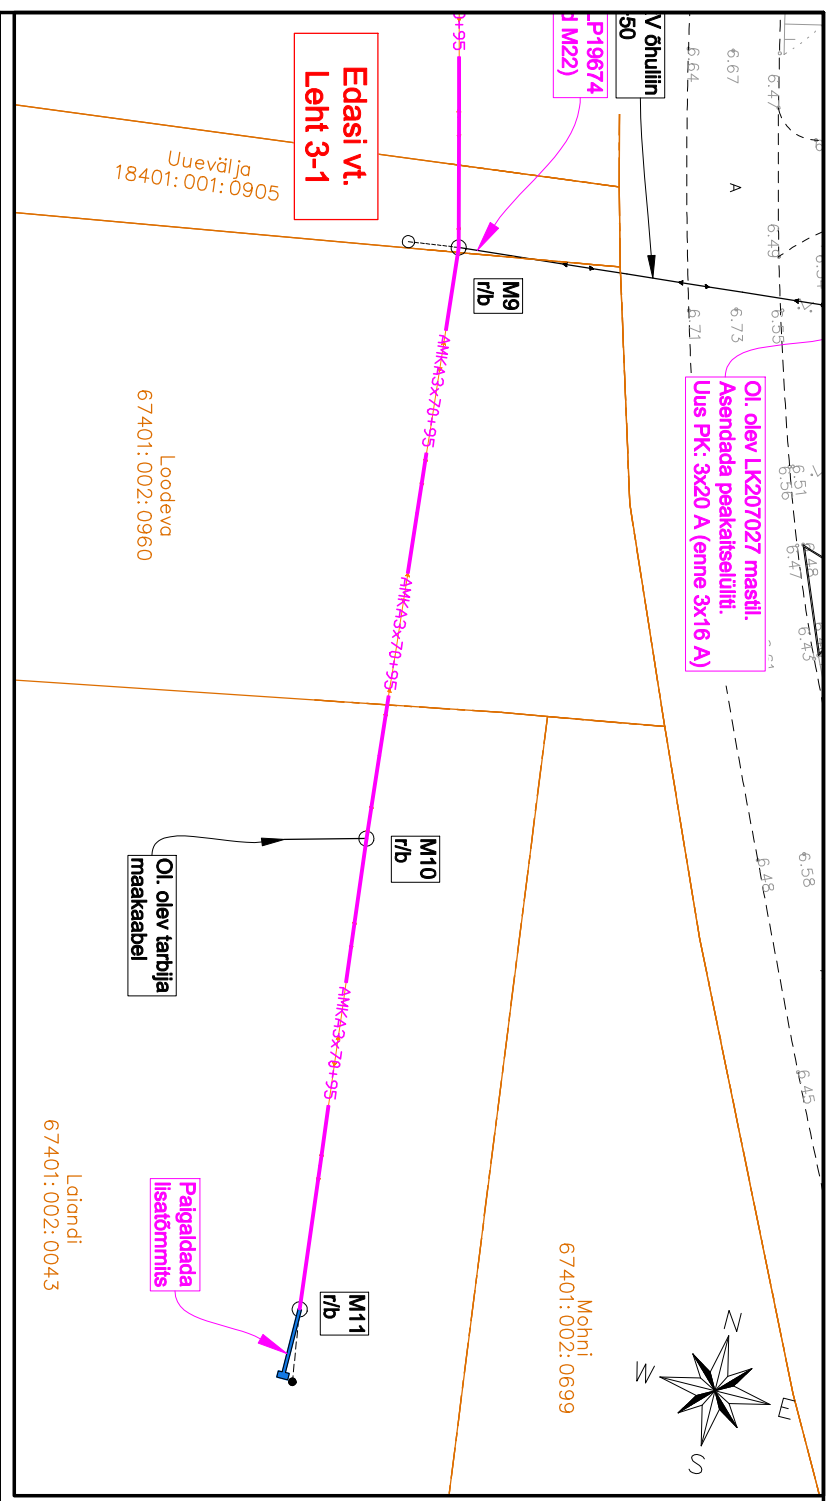 Edasi vt.
Leht 3-1
Uuevälja
18401:001:0905
V õhuliin
50
LP19674
M22)
M9
r/b
Ol. olev LK207027 mastil.
Asendada peakaitselüliti.
Uus PK: 3x20 A (enne 3x16 A)
AMKA3x70+95
AMKA3x70+95
AMKA3x70+95
Loodeva
67401:002:0960
M10
r/b
Ol. olev tarbija
maakaabel
Paigaldada
lisatõmmits
M11
r/b
Laiandi
67401:002:0043
Mohni
67401:002:0699
N
E
S
W
A
6.64
6.67
6.47
6.49
6.71
6.73
6.55
6.51
6.56
6.47
6.48
6.43
6.58
6.48
6.45